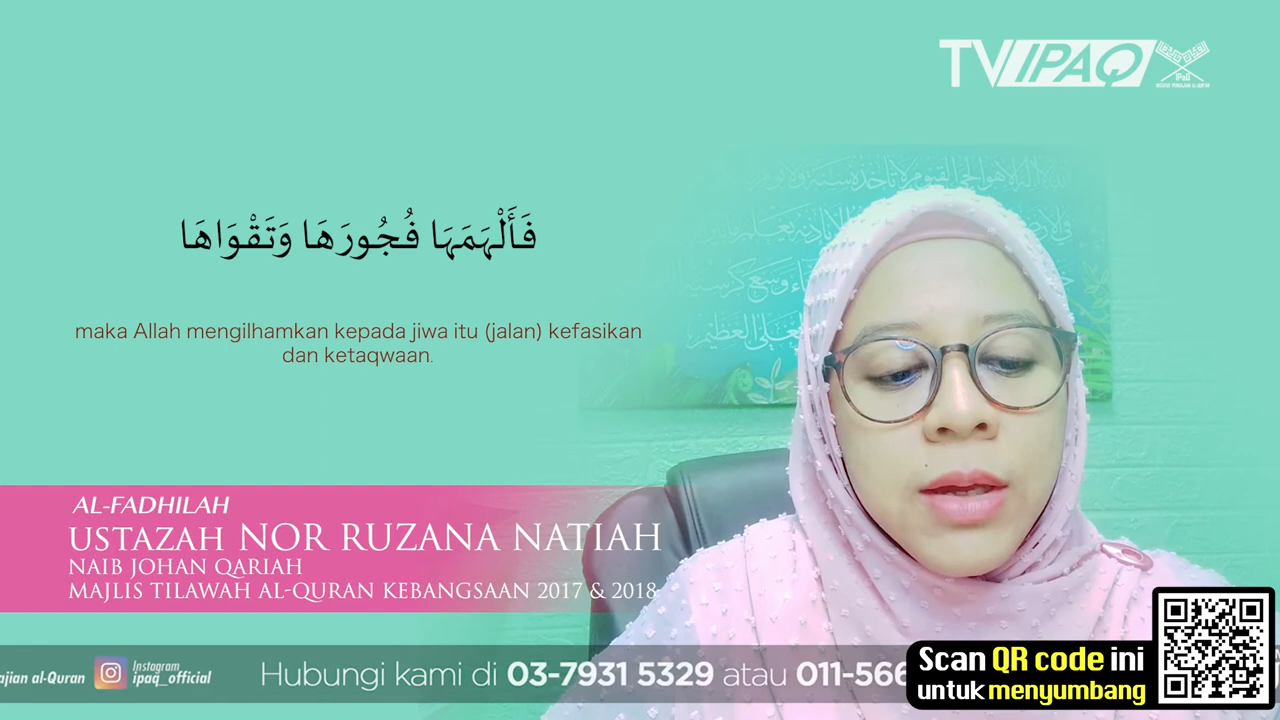 TVIPAQ
IPaQ
فَأَلْهَمَهَا فُجُورَهَا وَتَقْوَاهَا
maka Allah mengilhamkan kepada jiwa itu (jalan) kefasikan
dan ketaqwaan.
AL-FADHILAH
USTAZAH NOR RUZANA NATIAH
NAIB JOHAN QARIAH
MAJLIS TILAWAH AL-QURAN KEBANGSAAN 2017 & 2018
ajian al-Quran
Instagram
ipaq_official
Hubungi kami di 03-7931 5329 atau 011-566
Scan QR code ini
untuk menyumbang